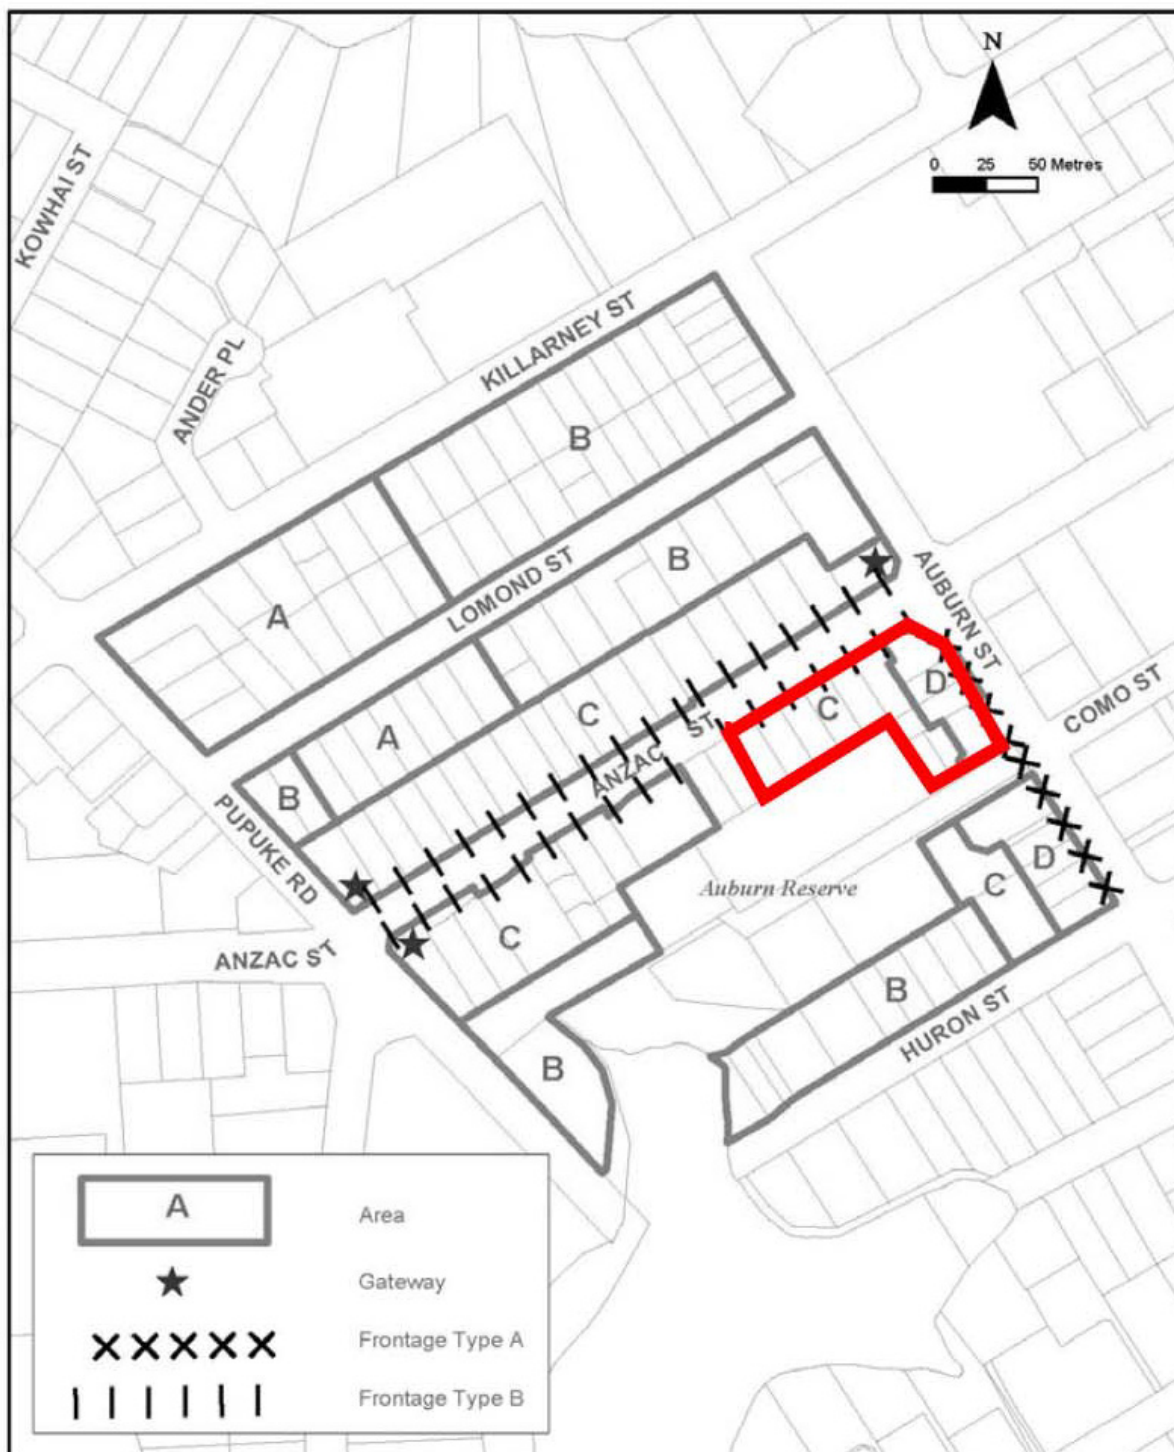 N
0 25 50 Metres
KOWHAI ST
ANDER PL
KILLARNEY ST
B
A
LOMOND ST
B
AUBURN ST
A
C
ANZAC ST
C
D
COMO ST
B
PUPUKE RD
Auburn Reserve
D
C
C
ANZAC ST
B
HURON ST
B
A Area
Gateway
Frontage Type A
Frontage Type B